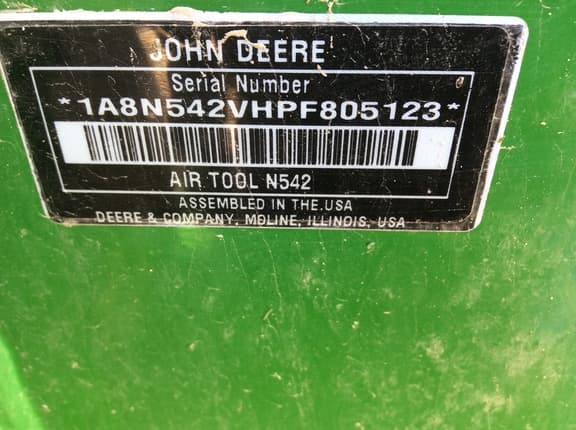 JOHN DEERE
Serial Number
*1A8N542VHPF805123*
AIR TOOL N542
ASSEMBLED IN THE.USA
DEERE & COMPANY, MOLINE, ILLINOIS, USA